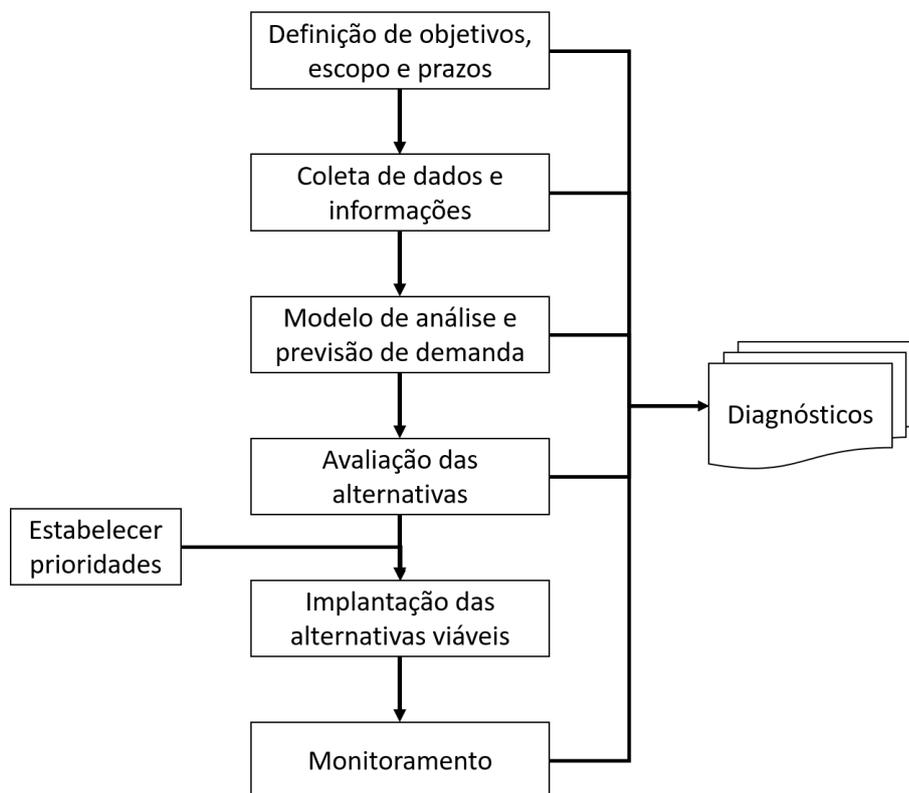 Definição de objetivos,
escopo e prazos
Coleta de dados e
informações
Modelo de análise e
previsão de demanda
Diagnósticos
Avaliação das
alternativas
Estabelecer
prioridades
Implantação das
alternativas viáveis
Monitoramento